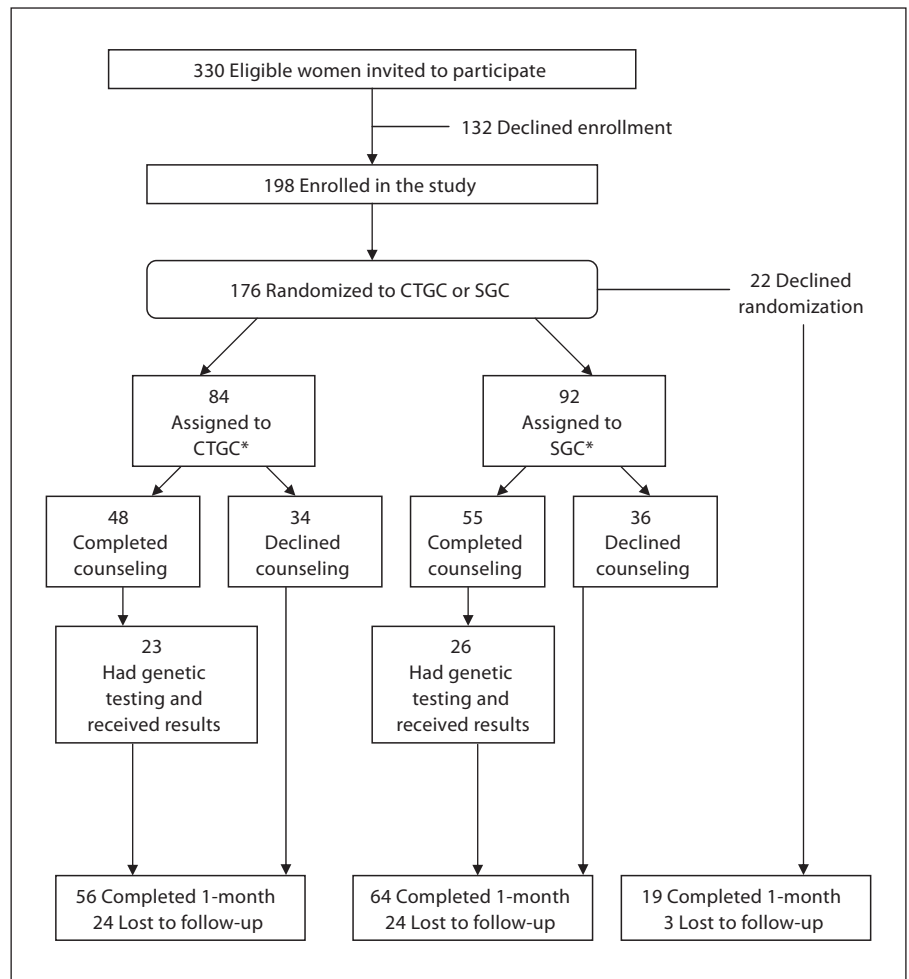 330 Eligible women invited to participate
132 Declined enrollment
198 Enrolled in the study
176 Randomized to CTGC or SGC
22 Declined
randomization
84
Assigned to
CTGC*
92
Assigned to
SGC*
48
Completed
counseling
34
Declined
counseling
55
Completed
counseling
36
Declined
counseling
23
Had genetic
testing and
received results
26
Had genetic
testing and
received results
56 Completed 1-month
24 Lost to follow-up
64 Completed 1-month
24 Lost to follow-up
19 Completed 1-month
3 Lost to follow-up